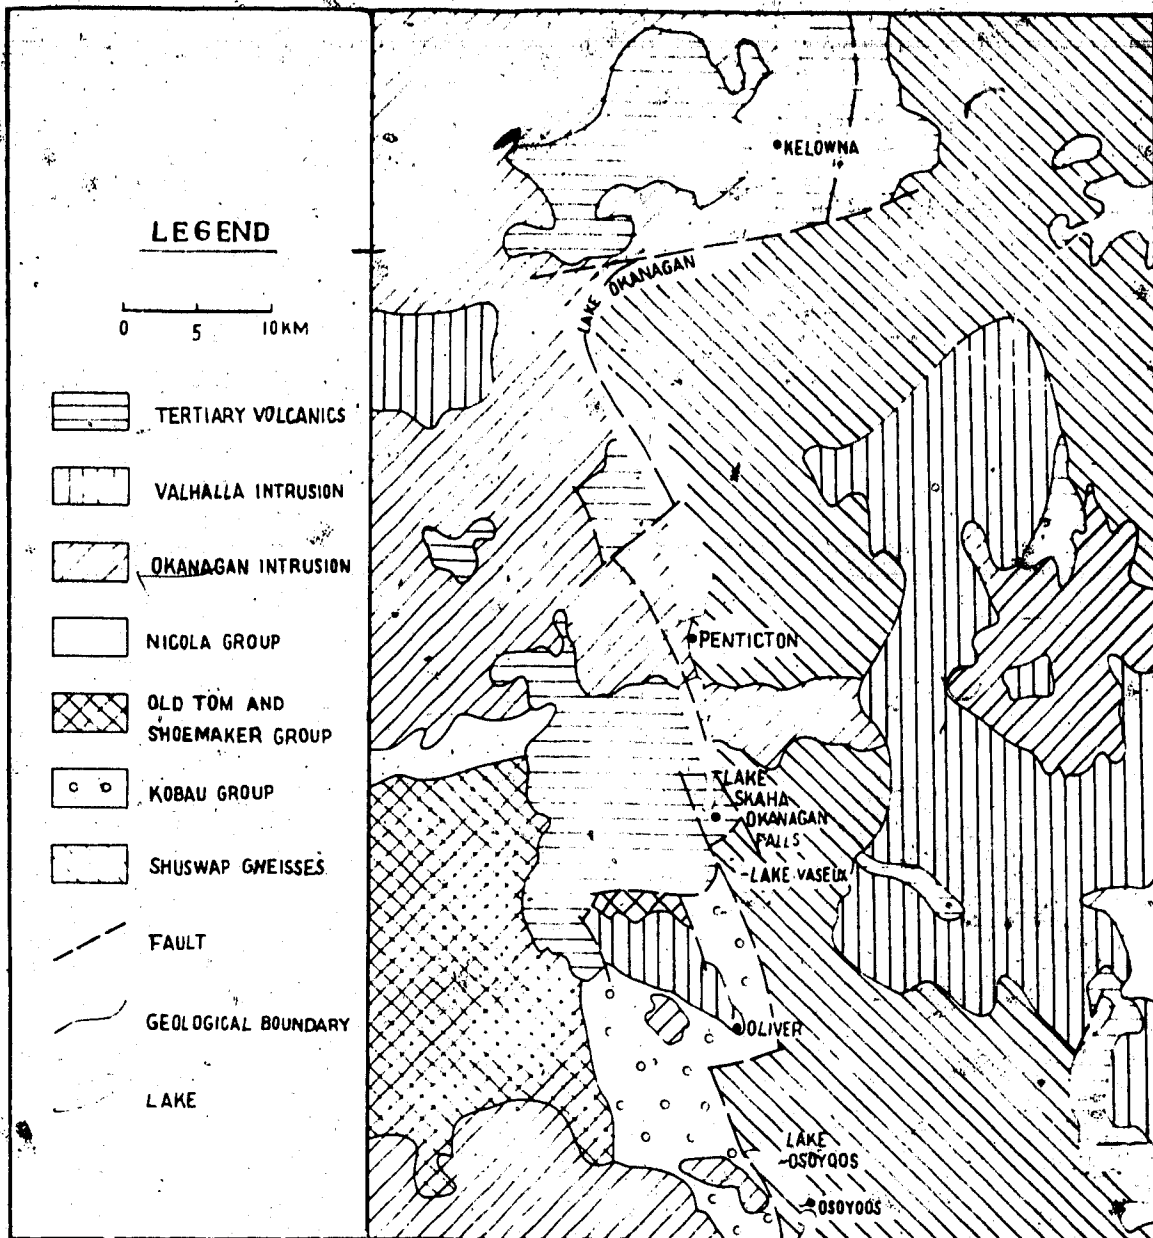 LEGEND
0 5 10 KM
TERTIARY VOLCANICS
VALHALLA INTRUSION
OKANAGAN INTRUSION
NICOLA GROUP
OLD TOM AND
SHOEMAKER GROUP
KOBAU GROUP
SHUSWAP GNEISSES
FAULT
GEOLOGICAL BOUNDARY
LAKE
KELOWNA
LAKE OKANAGAN
PENTICTON
LAKE
SKAHA
OKANAGAN
FALLS
LAKE VASEUX
OLIVER
LAKE
OSOYOOS
OSOYOOS